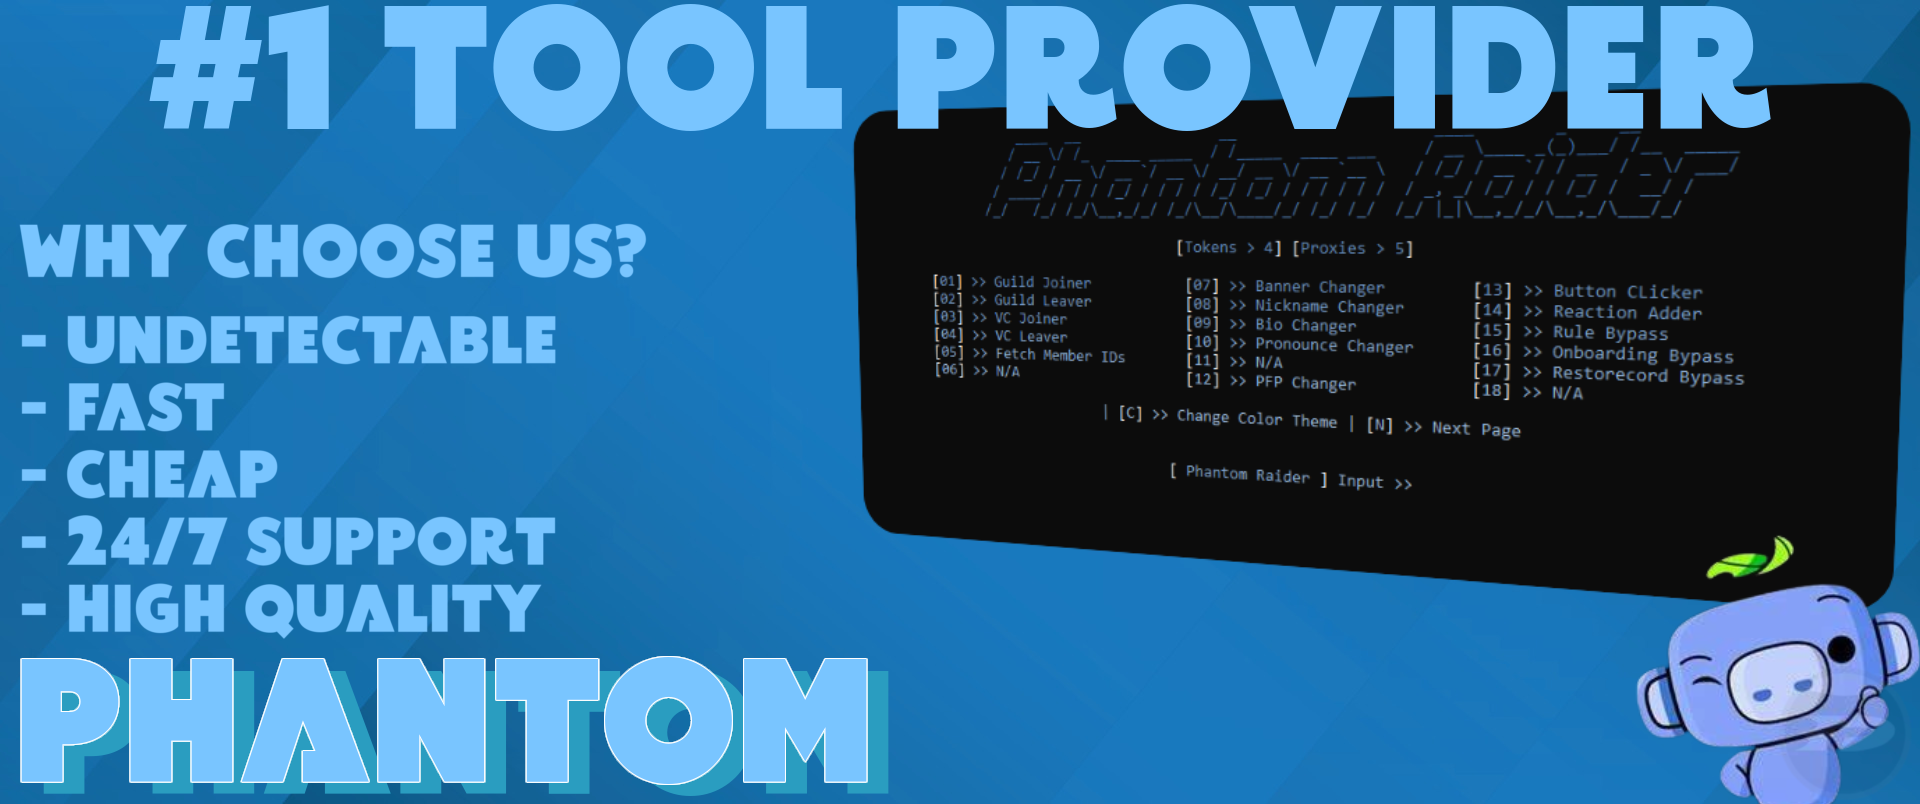 #1 TOOL PROVIDER
WHY CHOOSE US?
- UNDETECTABLE
- FAST
- CHEAP
- 24/7 SUPPORT
- HIGH QUALITY
PHANTOM
Phantom Raider
[Tokens > 4] [Proxies > 5]
[01] >> Guild Joiner
[02] >> Guild Leaver
[03] >> VC Joiner
[04] >> VC Leaver
[05] >> Fetch Member IDs
[06] >> N/A
[07] >> Banner Changer
[08] >> Nickname Changer
[09] >> Bio Changer
[10] >> Pronounce Changer
[11] >> N/A
[12] >> PFP Changer
[13] >> Button CLicker
[14] >> Reaction Adder
[15] >> Rule Bypass
[16] >> Onboarding Bypass
[17] >> Restorecord Bypass
[18] >> N/A
| [C] >> Change Color Theme | [N] >> Next Page
[ Phantom Raider ] Input >>